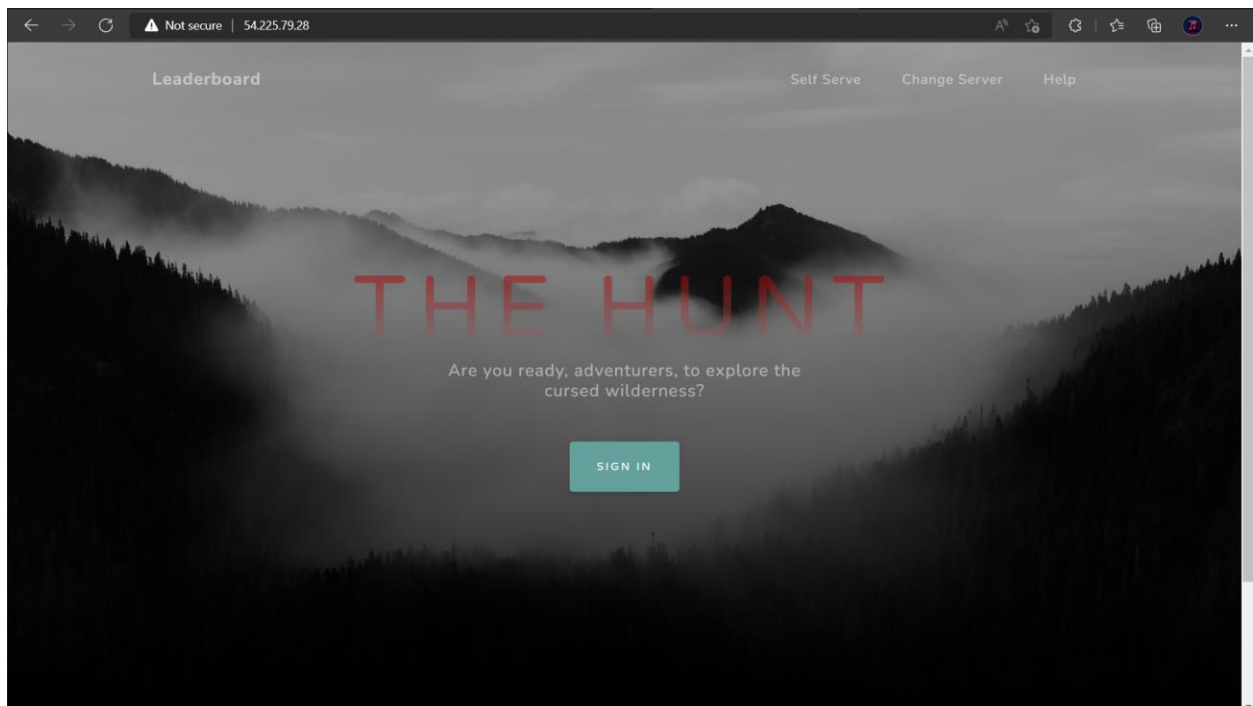 Not secure | 54.225.79.28
Leaderboard Self Serve Change Server Help
THE HUNT
Are you ready, adventurers, to explore the
cursed wilderness?
SIGN IN